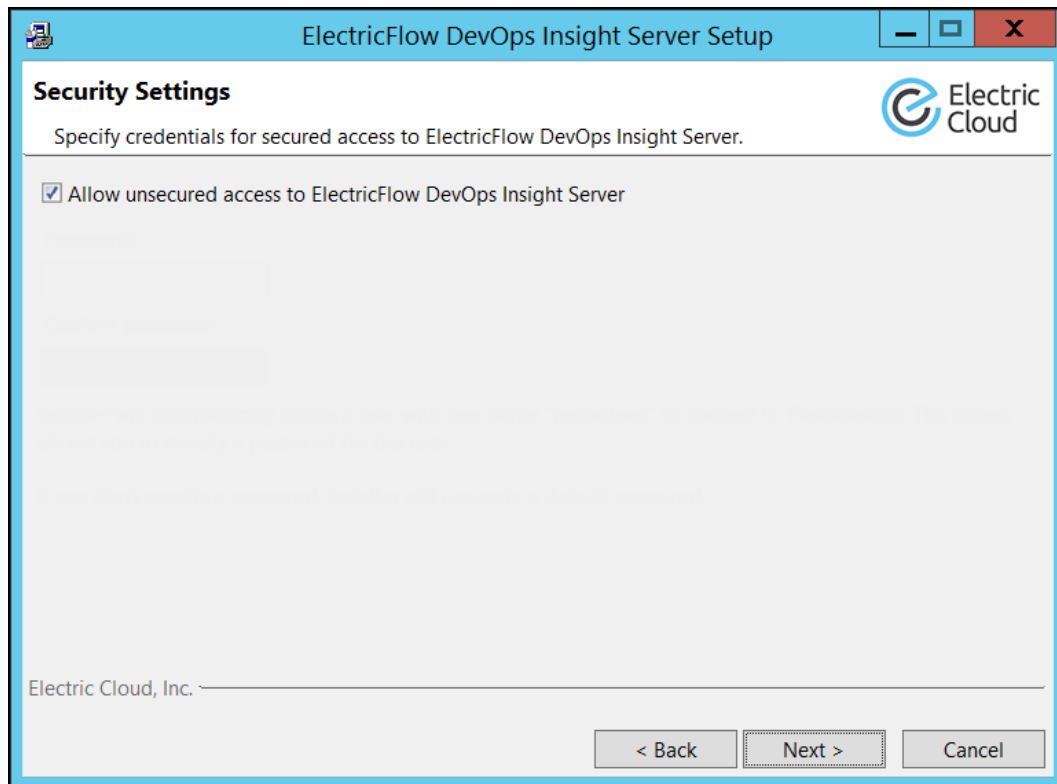 ElectricFlow DevOps Insight Server Setup
X
Security Settings
Electric
Cloud
Specify credentials for secured access to ElectricFlow DevOps Insight Server.
Allow unsecured access to ElectricFlow DevOps Insight Server
Electric Cloud, Inc.
< Back
Next >
Cancel